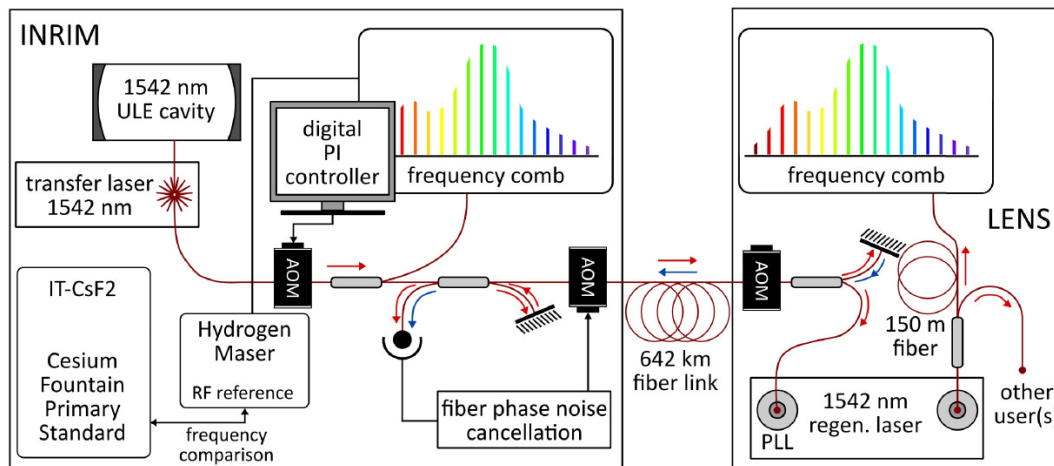 INRIM
1542 nm
ULE cavity
transfer laser
1542 nm
digital
PI
controller
frequency comb
AOM
AOM
IT-CsF2
Cesium
Fountain
Primary
Standard
Hydrogen
Maser
RF reference
frequency
comparison
fiber phase noise
cancellation
642 km
fiber link
frequency comb
LENS
AOM
150 m
fiber
1542 nm
regen. laser
PLL
other
user(s)